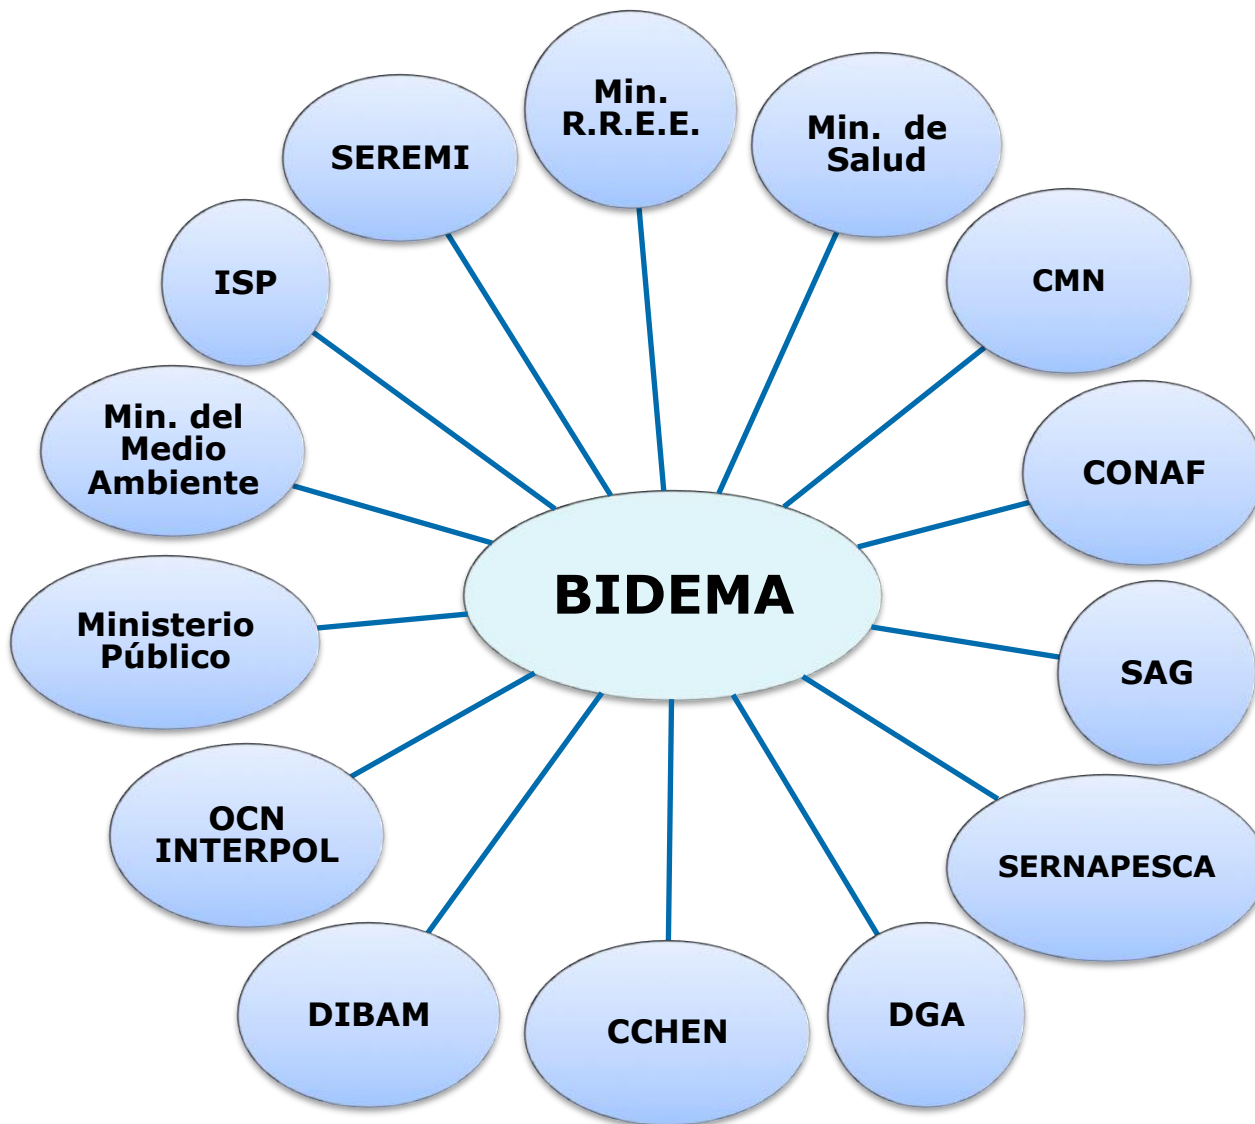 Min.
R.R.E.E.
Min. de
Salud
SEREMI
CMN
ISP
Min. del
Medio
Ambiente
CONAF
BIDEMA
Ministerio
Público
SAG
OCN
INTERPOL
SERNAPESCA
DIBAM
CCHEN
DGA